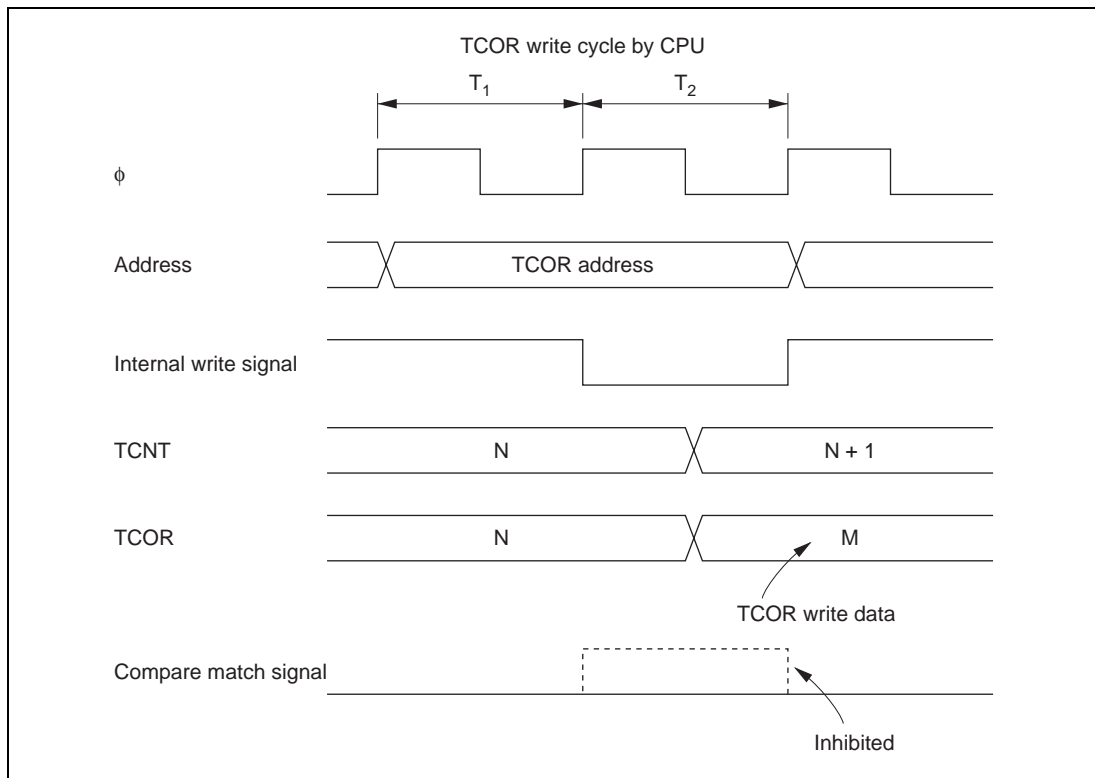 TCOR write cycle by CPU
T1 T2
φ
Address TCOR address
Internal write signal
TCNT N N + 1
TCOR N M
TCOR write data
Compare match signal
Inhibited